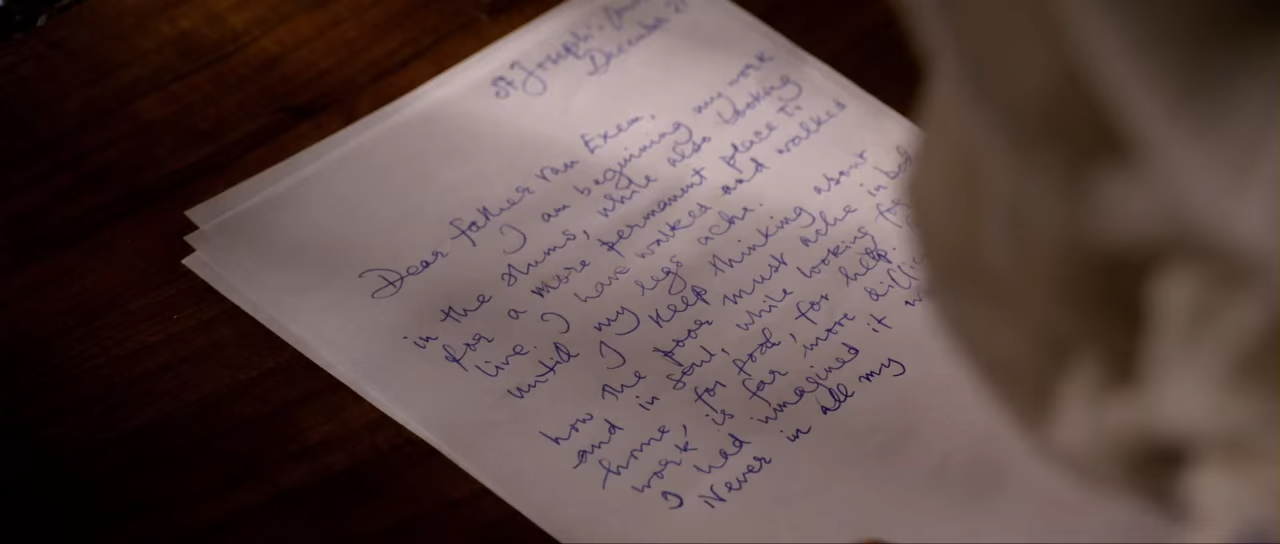 St Joseph's
December 21
Dear father Van Exem,
I am beginning my work
in the slums, while also looking
for a more permanent place to
live. I have walked and walked
until my legs ache.
I keep thinking about
how the poor must ache in
and in soul, while looking for
home, for food, for help.
work, is far more
I had imagined it
Never in all my